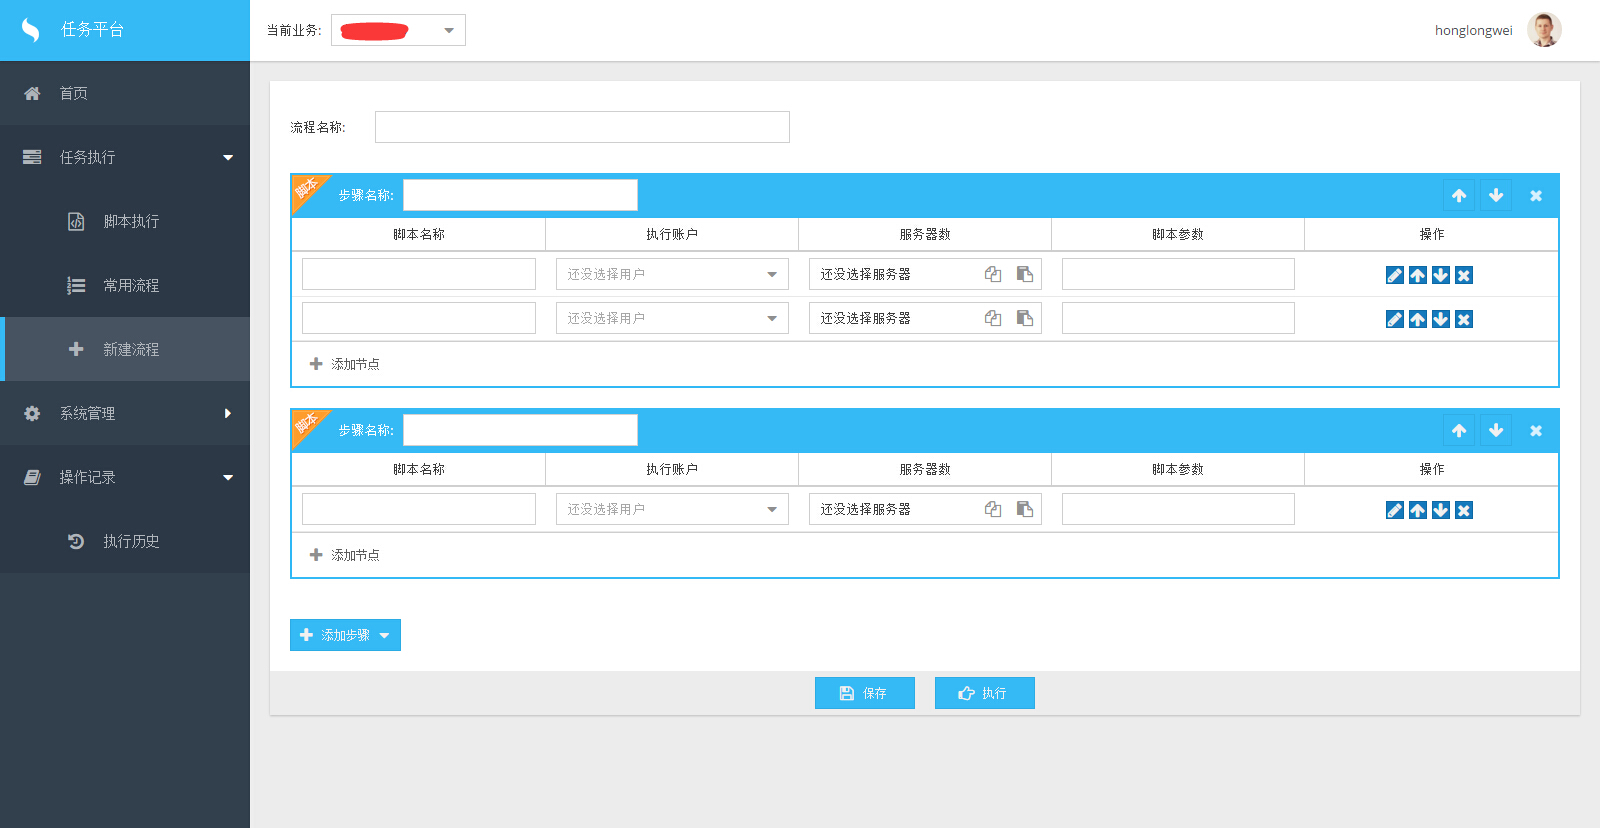 任务平台
当前业务:
honglongwei
首页
任务执行
脚本执行
常用流程
新建流程
系统管理
操作记录
执行历史
流程名称:
脚本
步骤名称:
脚本名称 执行账户 服务器数 脚本参数 操作
还没选择用户 还没选择服务器
还没选择用户 还没选择服务器
添加节点
脚本
步骤名称:
脚本名称 执行账户 服务器数 脚本参数 操作
还没选择用户 还没选择服务器
添加节点
添加步骤
保存 执行